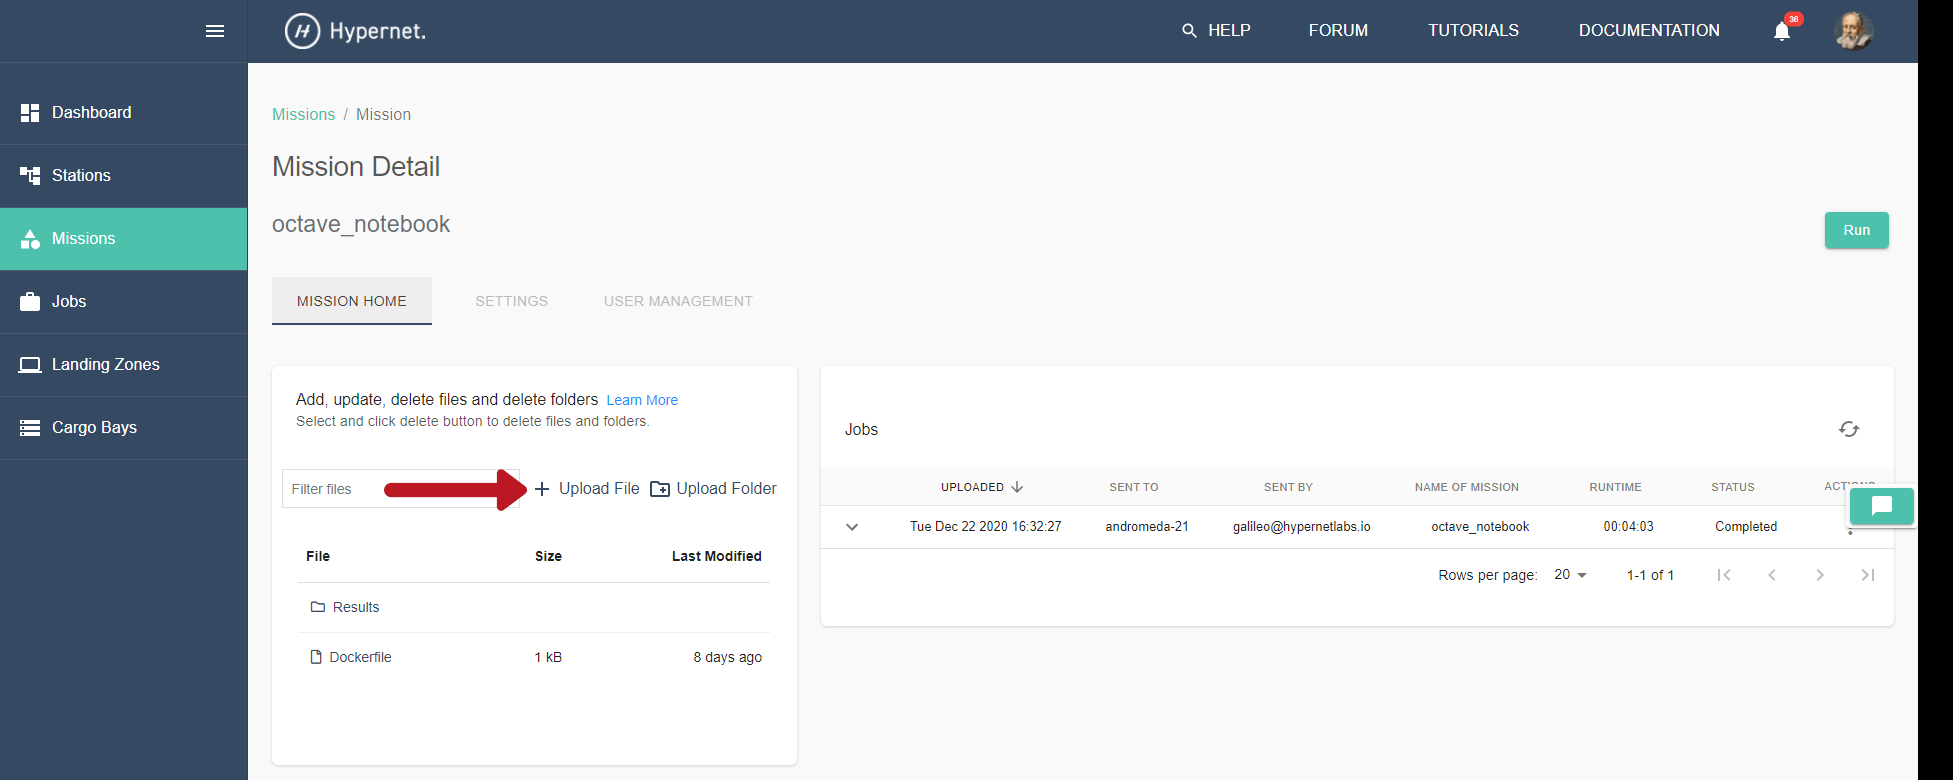 Hypernet.
HELP
FORUM
TUTORIALS
DOCUMENTATION
36
Dashboard
Stations
Missions
Jobs
Landing Zones
Cargo Bays
Missions / Mission
Mission Detail
octave_notebook
Run
MISSION HOME
SETTINGS
USER MANAGEMENT
Add, update, delete files and delete folders Learn More
Select and click delete button to delete files and folders.
Filter files
Upload File
Upload Folder
File Size Last Modified
Results
Dockerfile 1 kB 8 days ago
Jobs
UPLOADED SENT TO SENT BY NAME OF MISSION RUNTIME STATUS ACTIONS
Tue Dec 22 2020 16:32:27 andromeda-21 galileo@hypernetlabs.io octave_notebook 00:04:03 Completed
Rows per page: 20 1-1 of 1